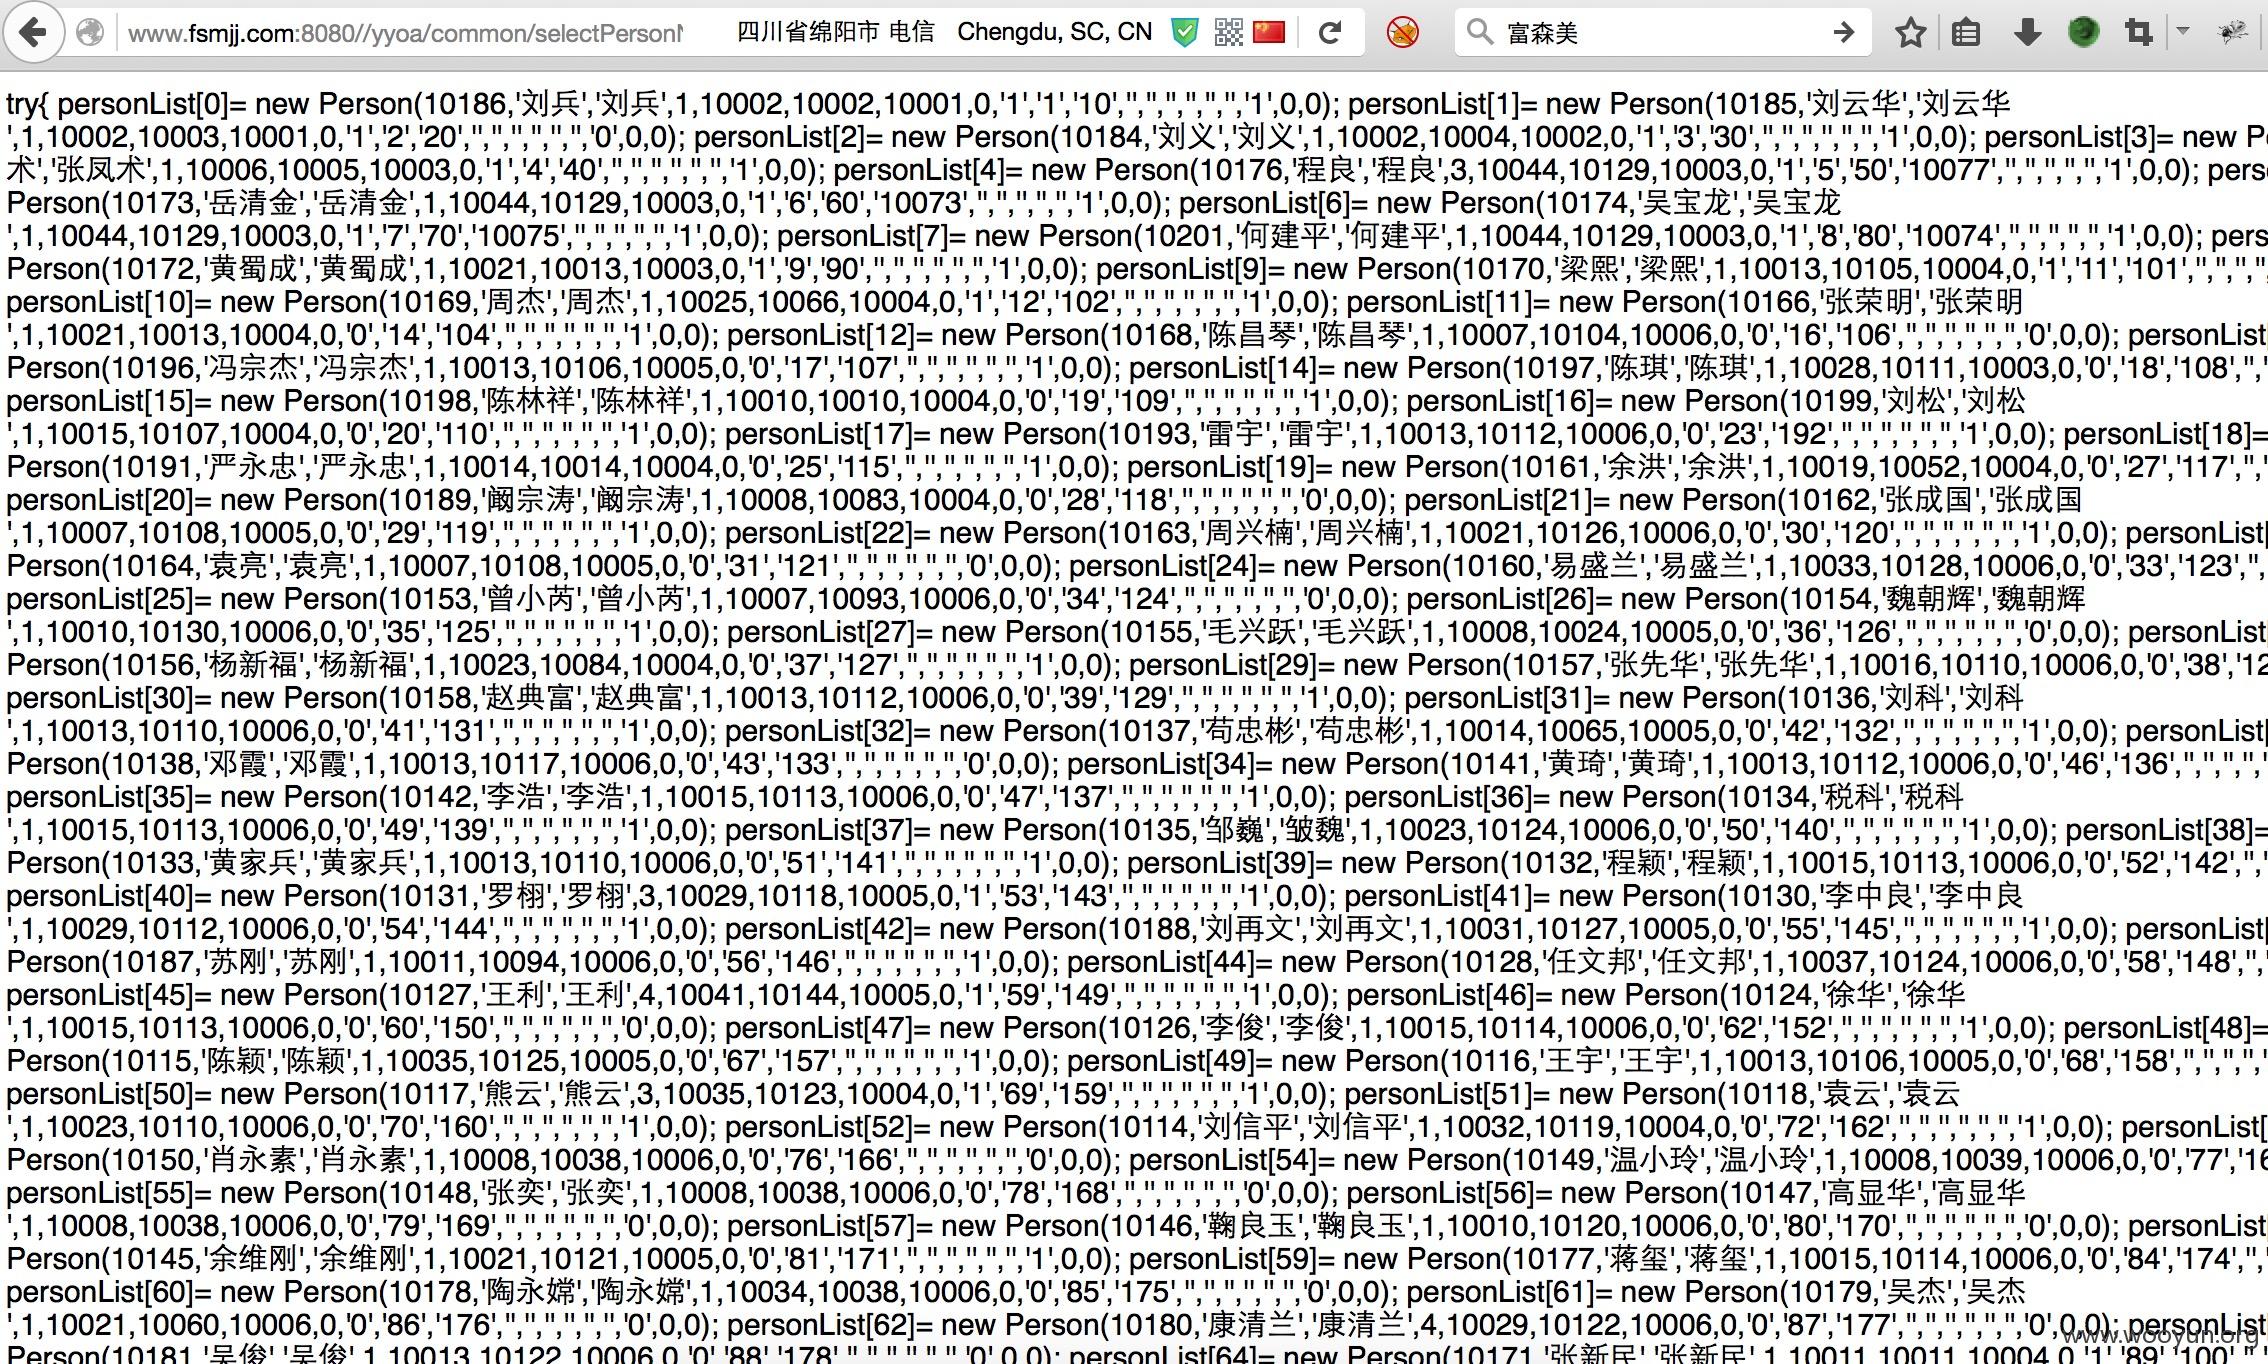 www.fsmjj.com:8080//yyoa/common/selectPersonN 四川省绵阳市 电信 Chengdu, SC, CN 富森美
try{ personList[0]= new Person(10186,'刘兵','刘兵',1,10002,10002,10001,0,'1','1','10','','','','','','','1',0,0); personList[1]= new Person(10185,'刘云华','刘云华
',1,10002,10003,10001,0,'1','2','20','','','','','','','0',0,0); personList[2]= new Person(10184,'刘义','刘义',1,10002,10004,10002,0,'1','3','30','','','','','','','1',0,0); personList[3]= new Pe
术','张凤术',1,10006,10005,10003,0,'1','4','40','','','','','','','1',0,0); personList[4]= new Person(10176,'程良','程良',3,10044,10129,10003,0,'1','5','50','10077','','','','','','1',0,0); pers
Person(10173,'岳清金','岳清金',1,10044,10129,10003,0,'1','6','60','10073','','','','','','1',0,0); personList[6]= new Person(10174,'吴宝龙','吴宝龙
',1,10044,10129,10003,0,'1','7','70','10075','','','','','','1',0,0); personList[7]= new Person(10201,'何建平','何建平',1,10044,10129,10003,0,'1','8','80','10074','','','','','','1',0,0); pers
Person(10172,'黄蜀成','黄蜀成',1,10021,10013,10003,0,'1','9','90','','','','','','','1',0,0); personList[9]= new Person(10170,'梁熙','梁熙',1,10013,10105,10004,0,'1','11','101','','','',
personList[10]= new Person(10169,'周杰','周杰',1,10025,10066,10004,0,'1','12','102','','','','','','','1',0,0); personList[11]= new Person(10166,'张荣明','张荣明
',1,10021,10013,10004,0,'0','14','104','','','','','','','1',0,0); personList[12]= new Person(10168,'陈昌琴','陈昌琴',1,10007,10104,10006,0,'0','16','106','','','','','','','0',0,0); personList
Person(10196,'冯宗杰','冯宗杰',1,10013,10106,10005,0,'0','17','107','','','','','','','1',0,0); personList[14]= new Person(10197,'陈琪','陈琪',1,10028,10111,10003,0,'0','18','108','',
personList[15]= new Person(10198,'陈林祥','陈林祥',1,10010,10010,10004,0,'0','19','109','','','','','','','1',0,0); personList[16]= new Person(10199,'刘松','刘松
',1,10015,10107,10004,0,'0','20','110','','','','','','','1',0,0); personList[17]= new Person(10193,'雷宇','雷宇',1,10013,10112,10006,0,'0','23','192','','','','','','','1',0,0); personList[18]=
Person(10191,'严永忠','严永忠',1,10014,10014,10004,0,'0','25','115','','','','','','','1',0,0); personList[19]= new Person(10161,'余洪','余洪',1,10019,10052,10004,0,'0','27','117','',
personList[20]= new Person(10189,'阚宗涛','阚宗涛',1,10008,10083,10004,0,'0','28','118','','','','','','','0',0,0); personList[21]= new Person(10162,'张成国','张成国
',1,10007,10108,10005,0,'0','29','119','','','','','','','1',0,0); personList[22]= new Person(10163,'周兴楠','周兴楠',1,10021,10126,10006,0,'0','30','120','','','','','','','1',0,0); personList
Person(10164,'袁亮','袁亮',1,10007,10108,10005,0,'0','31','121','','','','','','','0',0,0); personList[24]= new Person(10160,'易盛兰','易盛兰',1,10033,10128,10006,0,'0','33','123','',
personList[25]= new Person(10153,'曾小芮','曾小芮',1,10007,10093,10006,0,'0','34','124','','','','','','','0',0,0); personList[26]= new Person(10154,'魏朝辉','魏朝辉
',1,10010,10130,10006,0,'0','35','125','','','','','','','1',0,0); personList[27]= new Person(10155,'毛兴跃','毛兴跃',1,10008,10024,10005,0,'0','36','126','','','','','','','0',0,0); personList
Person(10156,'杨新福','杨新福',1,10023,10084,10004,0,'0','37','127','','','','','','','1',0,0); personList[29]= new Person(10157,'张先华','张先华',1,10016,10110,10006,0,'0','38','12
personList[30]= new Person(10158,'赵典富','赵典富',1,10013,10112,10006,0,'0','39','129','','','','','','','1',0,0); personList[31]= new Person(10136,'刘科','刘科
',1,10013,10110,10006,0,'0','41','131','','','','','','','1',0,0); personList[32]= new Person(10137,'苟忠彬','苟忠彬',1,10014,10065,10005,0,'0','42','132','','','','','','','1',0,0); personList
Person(10138,'邓霞','邓霞',1,10013,10117,10006,0,'0','43','133','','','','','','','0',0,0); personList[34]= new Person(10141,'黄琦','黄琦',1,10013,10112,10006,0,'0','46','136','','','',
personList[35]= new Person(10142,'李浩','李浩',1,10015,10113,10006,0,'0','47','137','','','','','','','1',0,0); personList[36]= new Person(10134,'税科','税科
',1,10015,10113,10006,0,'0','49','139','','','','','','','1',0,0); personList[37]= new Person(10135,'邹巍','皱魏',1,10023,10124,10006,0,'0','50','140','','','','','','','1',0,0); personList[38]=
Person(10133,'黄家兵','黄家兵',1,10013,10110,10006,0,'0','51','141','','','','','','','1',0,0); personList[39]= new Person(10132,'程颖','程颖',1,10015,10113,10006,0,'0','52','142','',
personList[40]= new Person(10131,'罗栩','罗栩',3,10029,10118,10005,0,'1','53','143','','','','','','','1',0,0); personList[41]= new Person(10130,'李中良','李中良
',1,10029,10112,10006,0,'0','54','144','','','','','','','1',0,0); personList[42]= new Person(10188,'刘再文','刘再文',1,10031,10127,10005,0,'0','55','145','','','','','','','1',0,0); personList
Person(10187,'苏刚','苏刚',1,10011,10094,10006,0,'0','56','146','','','','','','','1',0,0); personList[44]= new Person(10128,'任文邦','任文邦',1,10037,10124,10006,0,'0','58','148','',
personList[45]= new Person(10127,'王利','王利',4,10041,10144,10005,0,'1','59','149','','','','','','','1',0,0); personList[46]= new Person(10124,'徐华','徐华
',1,10015,10113,10006,0,'0','60','150','','','','','','','0',0,0); personList[47]= new Person(10126,'李俊','李俊',1,10015,10114,10006,0,'0','62','152','','','','','','','1',0,0); personList[48]=
Person(10115,'陈颖','陈颖',1,10035,10125,10005,0,'0','67','157','','','','','','','1',0,0); personList[49]= new Person(10116,'王宇','王宇',1,10013,10106,10005,0,'0','68','158','','','',
personList[50]= new Person(10117,'熊云','熊云',3,10035,10123,10004,0,'1','69','159','','','','','','','1',0,0); personList[51]= new Person(10118,'袁云','袁云
',1,10023,10110,10006,0,'0','70','160','','','','','','','1',0,0); personList[52]= new Person(10114,'刘信平','刘信平',1,10032,10119,10004,0,'0','72','162','','','','','','','1',0,0); personList[
Person(10150,'肖永素','肖永素',1,10008,10038,10006,0,'0','76','166','','','','','','','0',0,0); personList[54]= new Person(10149,'温小玲','温小玲',1,10008,10039,10006,0,'0','77','16
personList[55]= new Person(10148,'张奕','张奕',1,10008,10038,10006,0,'0','78','168','','','','','','','0',0,0); personList[56]= new Person(10147,'高显华','高显华
',1,10008,10038,10006,0,'0','79','169','','','','','','','0',0,0); personList[57]= new Person(10146,'鞠良玉','鞠良玉',1,10010,10120,10006,0,'0','80','170','','','','','','','0',0,0); personList
Person(10145,'余维刚','余维刚',1,10021,10121,10005,0,'0','81','171','','','','','','','1',0,0); personList[59]= new Person(10177,'蒋玺','蒋玺',1,10015,10114,10006,0,'0','84','174','',
personList[60]= new Person(10178,'陶永嫦','陶永嫦',1,10034,10038,10006,0,'0','85','175','','','','','','','0',0,0); personList[61]= new Person(10179,'吴杰','吴杰
',1,10021,10060,10006,0,'0','86','176','','','','','','','0',0,0); personList[62]= new Person(10180,'康清兰','康清兰',4,10029,10122,10006,0,'0','87','177','','','','','','','0',0,0); personList
Person(10181,'吴俊','吴俊',1,10013,10122,10006,0,'0','88','178','','','','','','','0',0,0); personList[64]= new Person(10171,'张新民','张新民',1,10011,10011,10004,0,'1','89','100','
www.wooyun.org